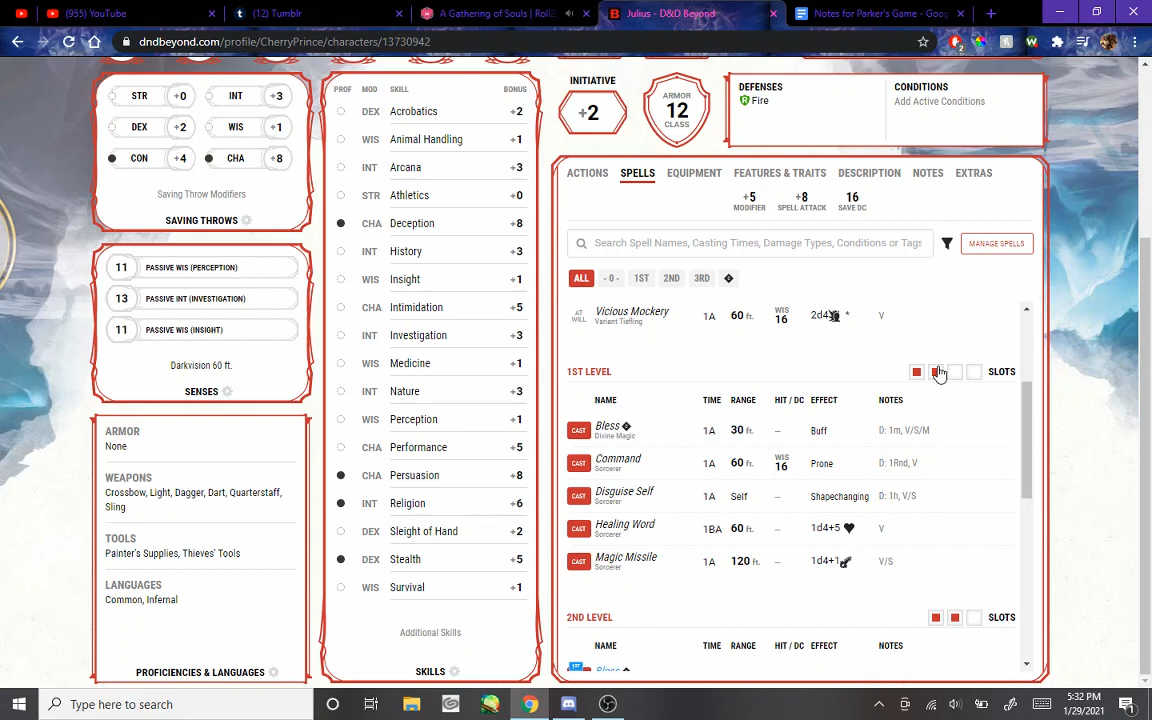 (955) YouTube
(12) Tumblr
A Gathering of Souls | Roll2
Julius - D&D Beyond
Notes for Parker's Game - Goog
dndbeyond.com/profile/CherryPrince/characters/13730942
2
STR +0 INT +3
DEX +2 WIS +1
CON +4 CHA +8
Saving Throw Modifiers
SAVING THROWS
11 PASSIVE WIS (PERCEPTION)
13 PASSIVE INT (INVESTIGATION)
11 PASSIVE WIS (INSIGHT)
Darkvision 60 ft.
SENSES
ARMOR
None
WEAPONS
Crossbow, Light, Dagger, Dart, Quarterstaff,
Sling
TOOLS
Painter's Supplies, Thieves' Tools
LANGUAGES
Common, Infernal
PROFICIENCIES & LANGUAGES
PROF MOD SKILL BONUS
DEX Acrobatics +2
WIS Animal Handling +1
INT Arcana +3
STR Athletics +0
CHA Deception +8
INT History +3
WIS Insight +1
CHA Intimidation +5
INT Investigation +3
WIS Medicine +1
INT Nature +3
WIS Perception +1
CHA Performance +5
CHA Persuasion +8
INT Religion +6
DEX Sleight of Hand +2
DEX Stealth +5
WIS Survival +1
Additional Skills
SKILLS
INITIATIVE
+2
ARMOR
12
CLASS
DEFENSES
R Fire
CONDITIONS
Add Active Conditions
ACTIONS SPELLS EQUIPMENT FEATURES & TRAITS DESCRIPTION NOTES EXTRAS
+5 +8 16
MODIFIER SPELL ATTACK SAVE DC
Search Spell Names, Casting Times, Damage Types, Conditions or Tags
MANAGE SPELLS
ALL - 0 - 1ST 2ND 3RD
AT WILL Vicious Mockery 1A 60 ft. WIS 16 2d4 * V
Variant Tiefling
1ST LEVEL SLOTS
NAME TIME RANGE HIT / DC EFFECT NOTES
CAST Bless 1A 30 ft. -- Buff D: 1m, V/S/M
Divine Magic
CAST Command 1A 60 ft. WIS 16 Prone D: 1Rnd, V
Sorcerer
CAST Disguise Self 1A Self -- Shapechanging D: 1h, V/S
Sorcerer
CAST Healing Word 1BA 60 ft. -- 1d4+5 V
Sorcerer
CAST Magic Missile 1A 120 ft. -- 1d4+1 V/S
Sorcerer
2ND LEVEL SLOTS
NAME TIME RANGE HIT / DC EFFECT NOTES
1ST Bless
Type here to search
5:32 PM
1/29/2021
1